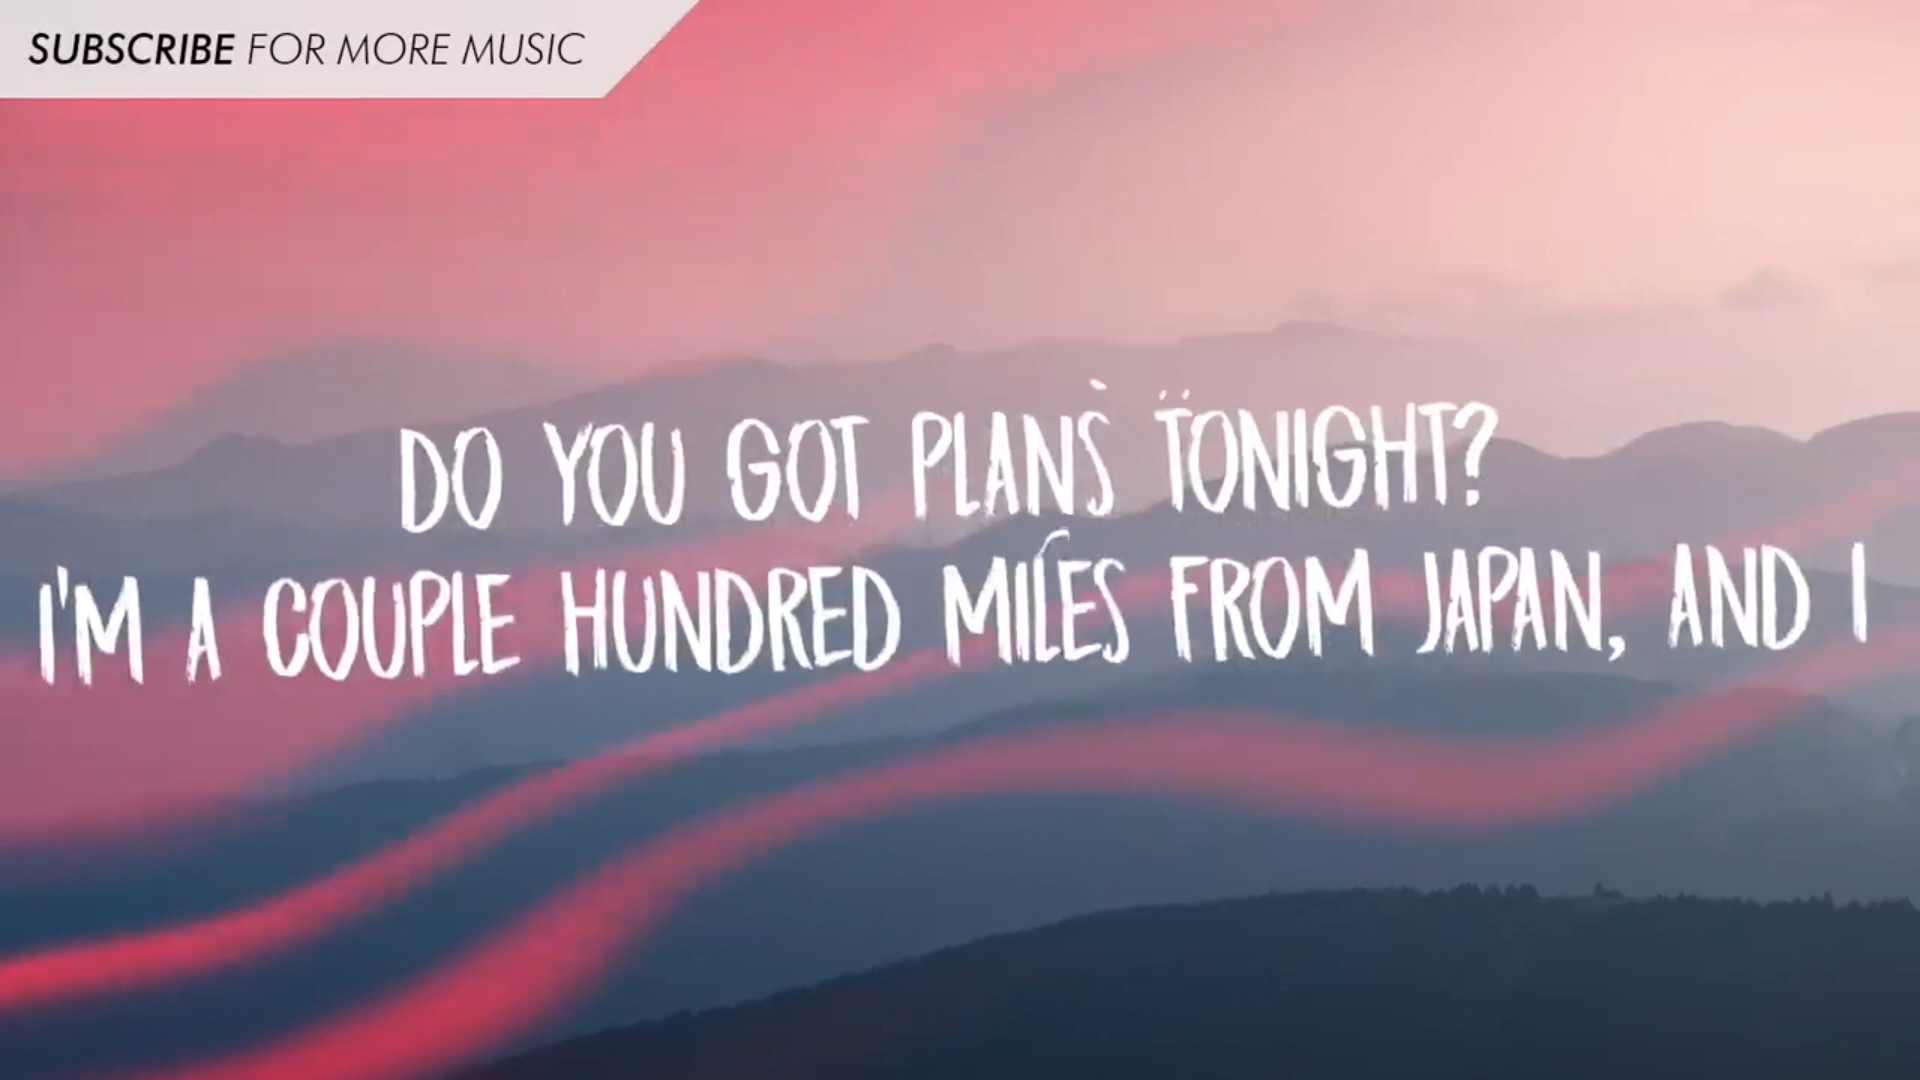 SUBSCRIBE FOR MORE MUSIC
DO YOU GOT PLANS TONIGHT?
I'M A COUPLE HUNDRED MILES FROM JAPAN, AND I